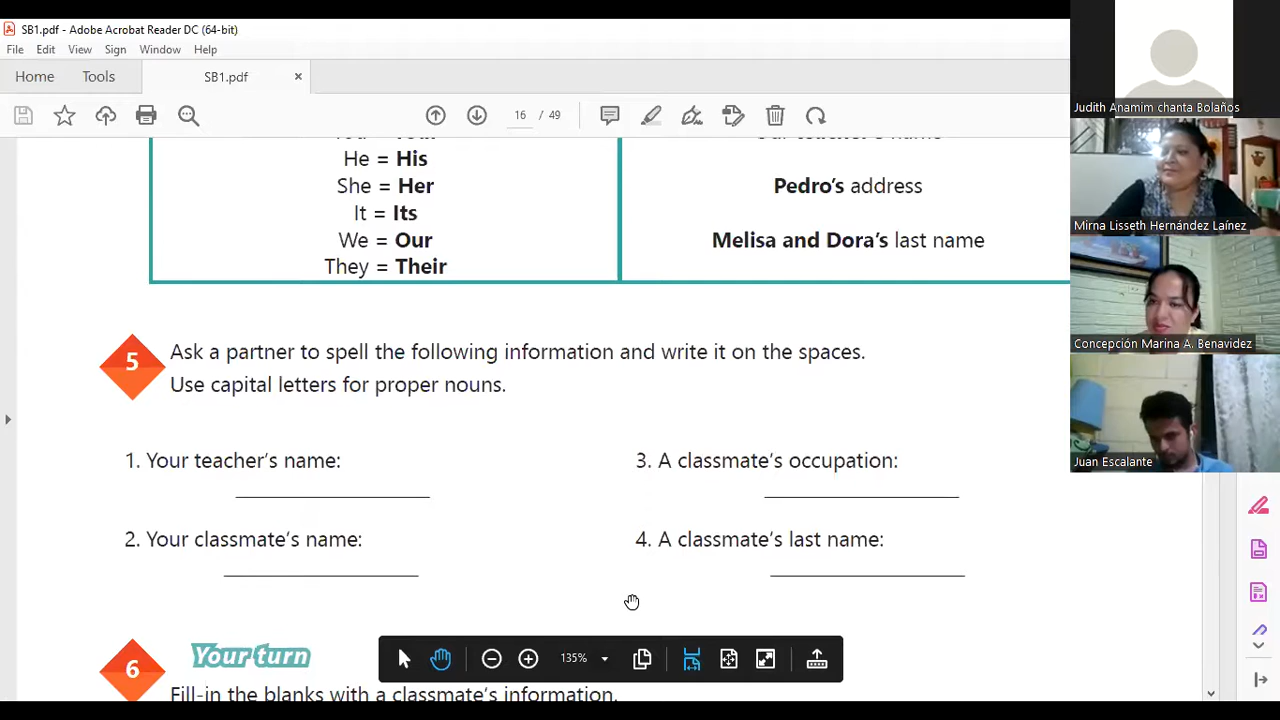 SB1.pdf - Adobe Acrobat Reader DC (64-bit)
File Edit View Sign Window Help
Home Tools SB1.pdf ×
16 / 49
He = His
She = Her
It = Its
We = Our
They = Their
Pedro's address
Melisa and Dora's last name
5
Ask a partner to spell the following information and write it on the spaces.
Use capital letters for proper nouns.
1. Your teacher's name:
2. Your classmate's name:
3. A classmate's occupation:
4. A classmate's last name:
6
Your turn
Fill-in the blanks with a classmate's information.
135%
Judith Anamim chanta Bolaños
Mirna Lisseth Hernández Laínez
Concepción Marina A. Benavidez
Juan Escalante